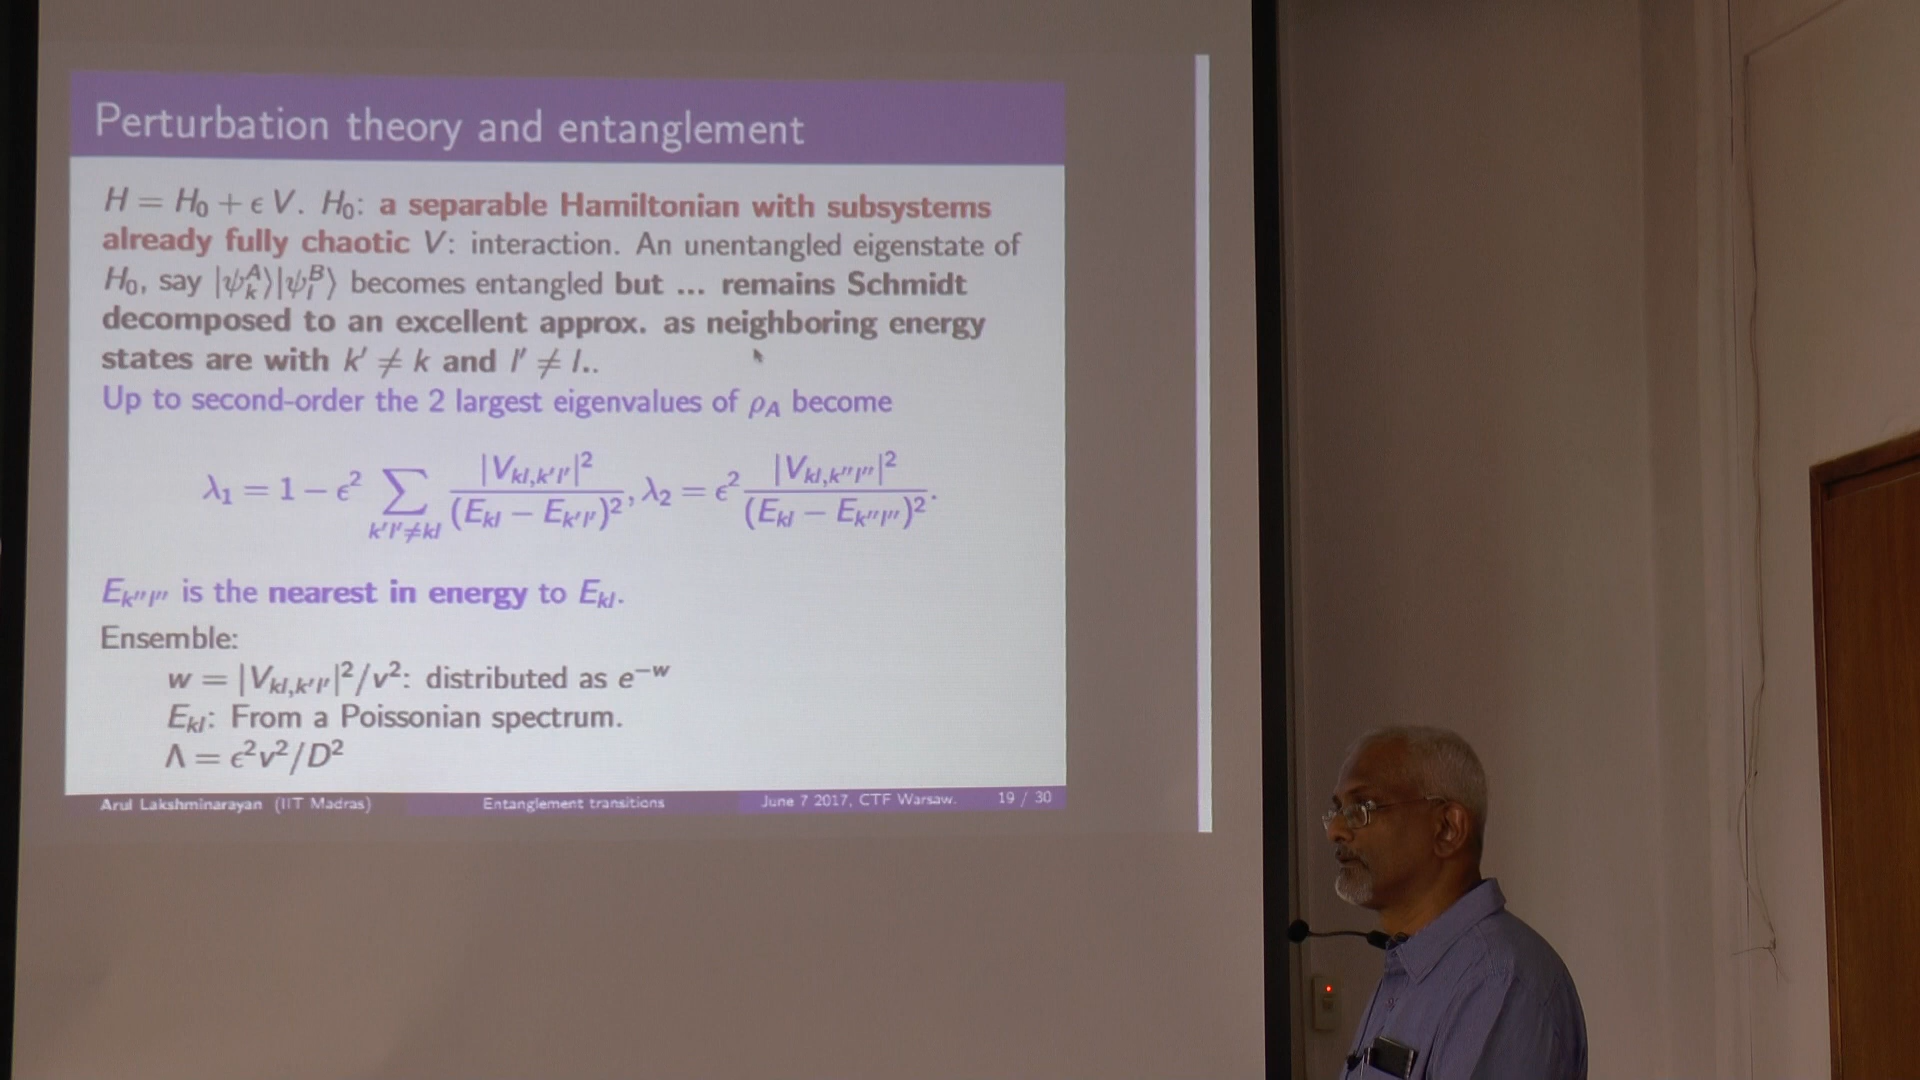 Perturbation theory and entanglement
H = H₀ + ϵ V. H₀: a separable Hamiltonian with subsystems
already fully chaotic V: interaction. An unentangled eigenstate of
H₀, say |ψ_k^A⟩|ψ_l^B⟩ becomes entangled but ... remains Schmidt
decomposed to an excellent approx. as neighboring energy
states are with k′ ≠ k and l′ ≠ l..
Up to second-order the 2 largest eigenvalues of ρ_A become
λ₁ = 1 − ϵ² ∑_{k′l′≠kl} |V_{kl,k′l′}|² / (E_{kl} − E_{k′l′})², λ₂ = ϵ² |V_{kl,k″l″}|² / (E_{kl} − E_{k″l″})².
E_{k″l″} is the nearest in energy to E_{kl}.
Ensemble:
w = |V_{kl,k′l′}|²/v²: distributed as e^{−w}
E_{kl}: From a Poissonian spectrum.
Λ = ϵ²v²/D²
Arul Lakshminarayan (IIT Madras) Entanglement transitions June 7 2017, CTF Warsaw. 19 / 30